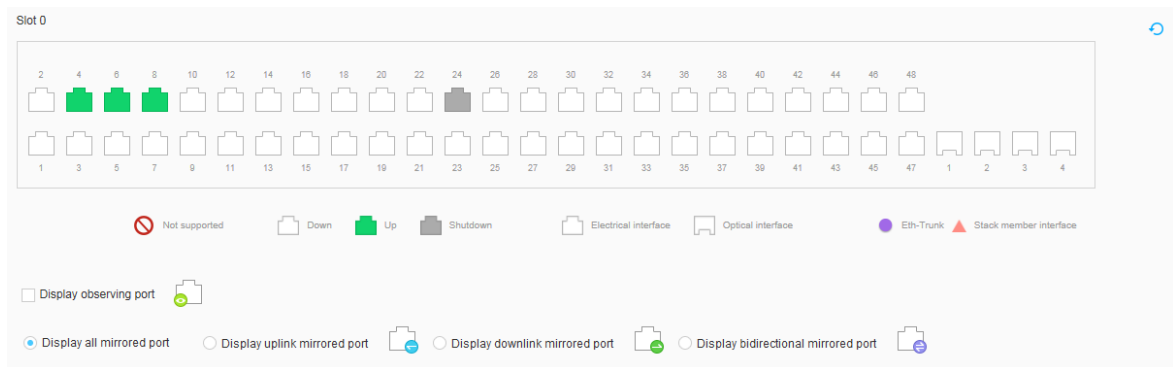 Slot 0
2 4 6 8 10 12 14 16 18 20 22 24 26 28 30 32 34 36 38 40 42 44 46 48
1 3 5 7 9 11 13 15 17 19 21 23 25 27 29 31 33 35 37 39 41 43 45 47 1 2 3 4
Not supported Down Up Shutdown Electrical interface Optical interface Eth-Trunk Stack member interface
Display observing port
Display all mirrored port Display uplink mirrored port Display downlink mirrored port Display bidirectional mirrored port